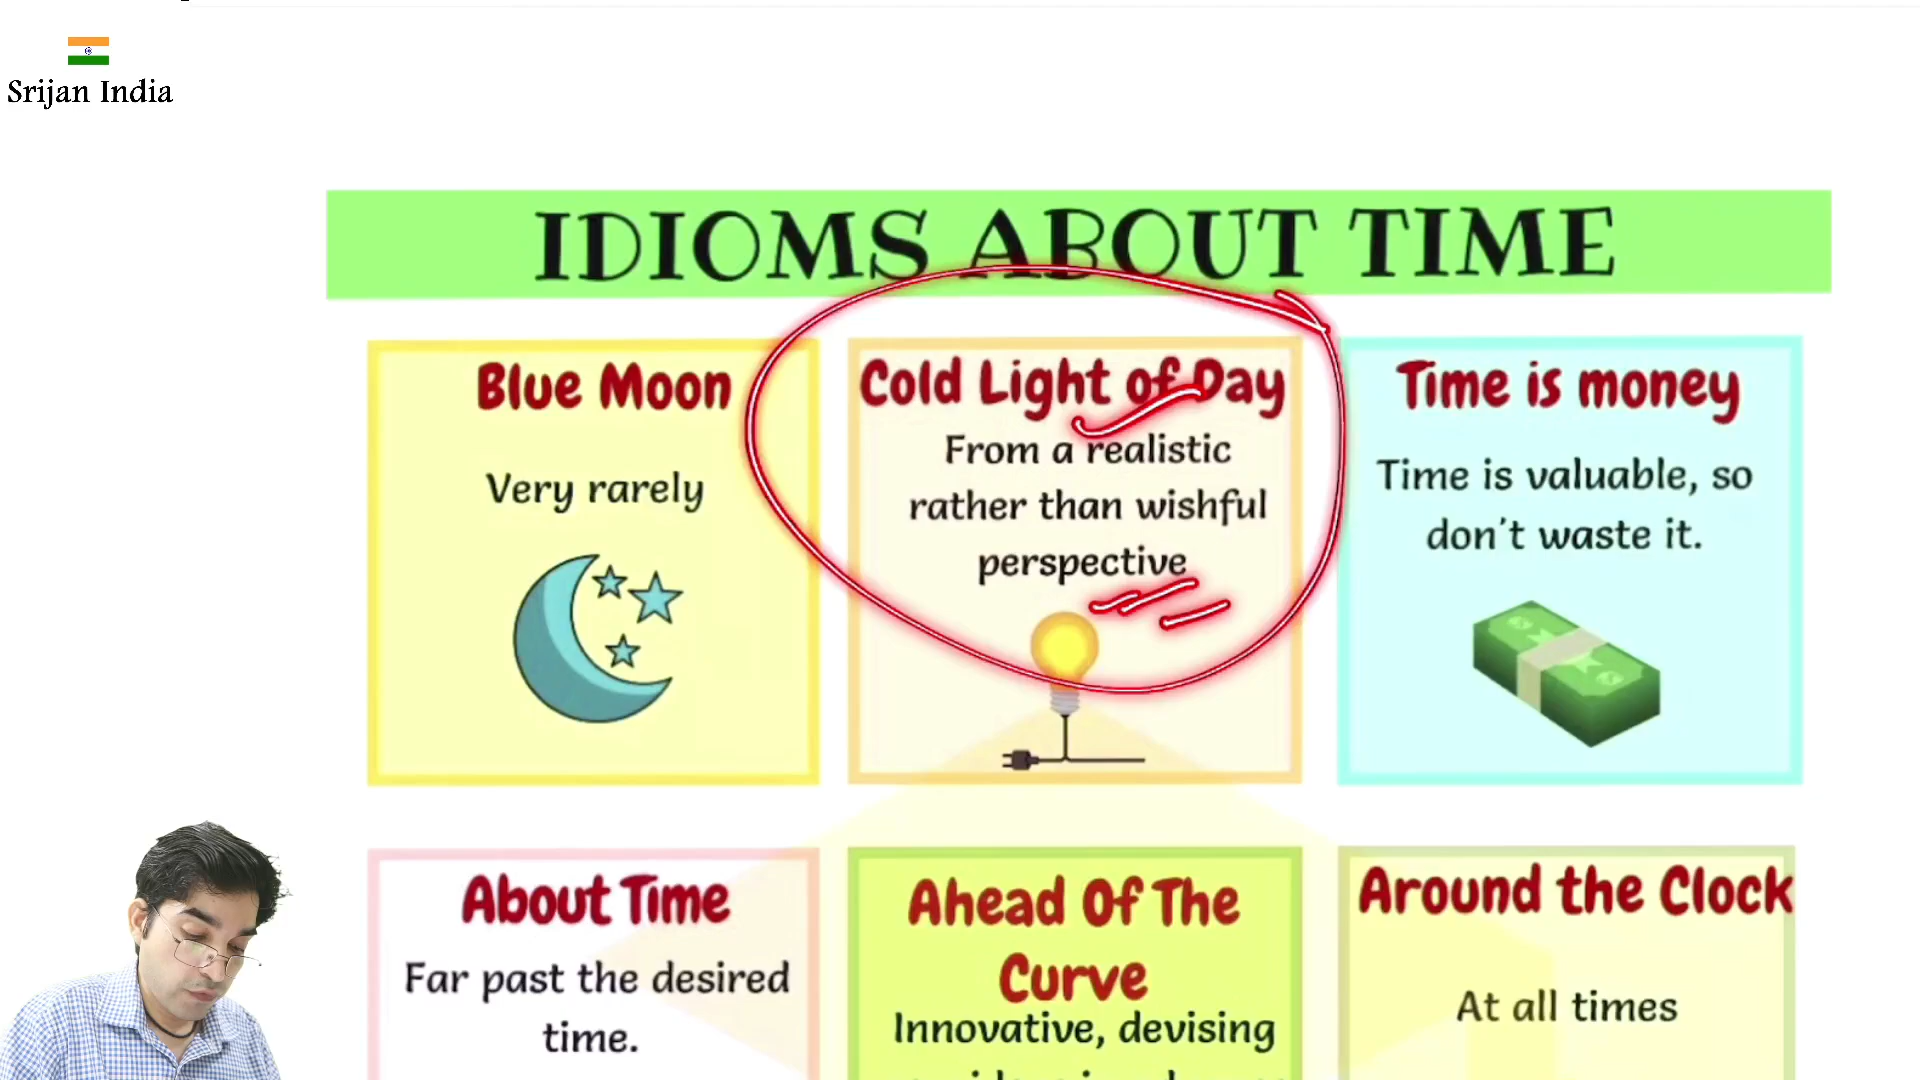 Srijan India
IDIOMS ABOUT TIME
Blue Moon
Very rarely
Cold Light of Day
From a realistic
rather than wishful
perspective
Time is money
Time is valuable, so
don't waste it.
About Time
Far past the desired
time.
Ahead Of The
Curve
Innovative, devising
Around the Clock
At all times